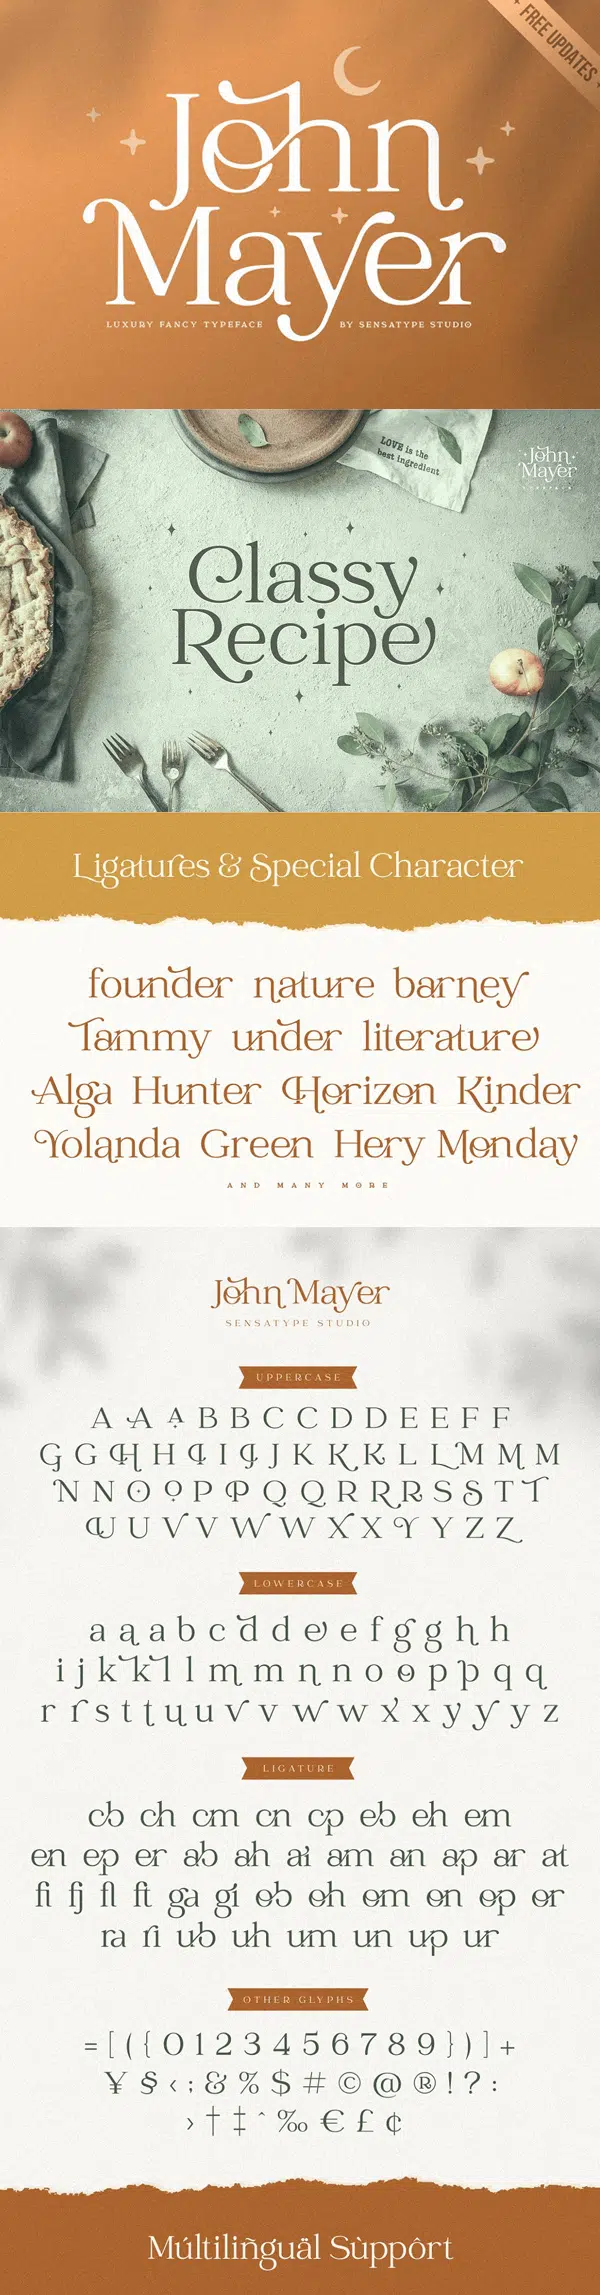 FREE UPDATES
John
Mayer
LUXURY FANCY TYPEFACE BY SENSATYPE STUDIO
LOVE is the
best ingredient
John
Mayer
TYPEFACE
Classy
Recipe
Ligatures & Special Character
founder nature barney
Tammy under literature
Alga Hunter Horizon Kinder
Yolanda Green Hery Monday
AND MANY MORE
John Mayer
SENSATYPE STUDIO
UPPERCASE
A A A B B C C D D E E F F
G G H H I I J J K K K L L M M M
N N O O P P Q Q R R R S S T T
U U V V W W X X Y Y Z Z
LOWERCASE
a a a b c d d e e f g g h h
i j k k l l m m n n o o p p q q
r r s t t u u v v w w x x y y y z
LIGATURE
cb ch cm cn cp eb eh em
en ep er ab ah ai am an ap ar at
fi fj fl ft ga gi ob oh om on op or
ra ri ub uh um un up ur
OTHER GLYPHS
= [ ( { 0 1 2 3 4 5 6 7 8 9 } ) ] +
¥ § ‹ ; & % $ # © @ ® ! ? :
› † ‡ ˆ ‰ € £ ¢
Múltiliñguäl Sùppôrt